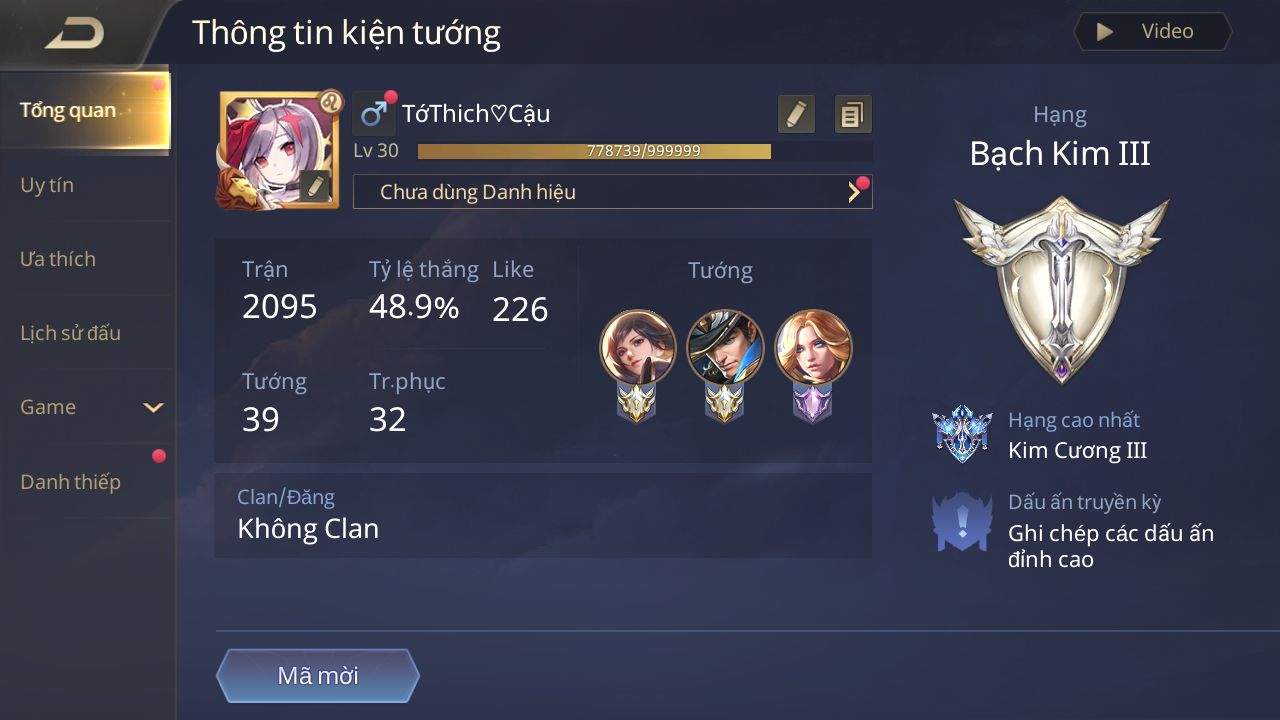 Thông tin kiện tướng
Video
Tổng quan
Uy tín
Ưa thích
Lịch sử đấu
Game
Danh thiếp
TớThich♡Cậu
Lv 30
778739/999999
Chưa dùng Danh hiệu
Trận
Tỷ lệ thắng
Like
2095
48.9%
226
Tướng
Tr.phục
39
32
Tướng
Clan/Đăng
Không Clan
Hạng
Bạch Kim III
Hạng cao nhất
Kim Cương III
Dấu ấn truyền kỳ
Ghi chép các dấu ấn
đỉnh cao
Mã mời